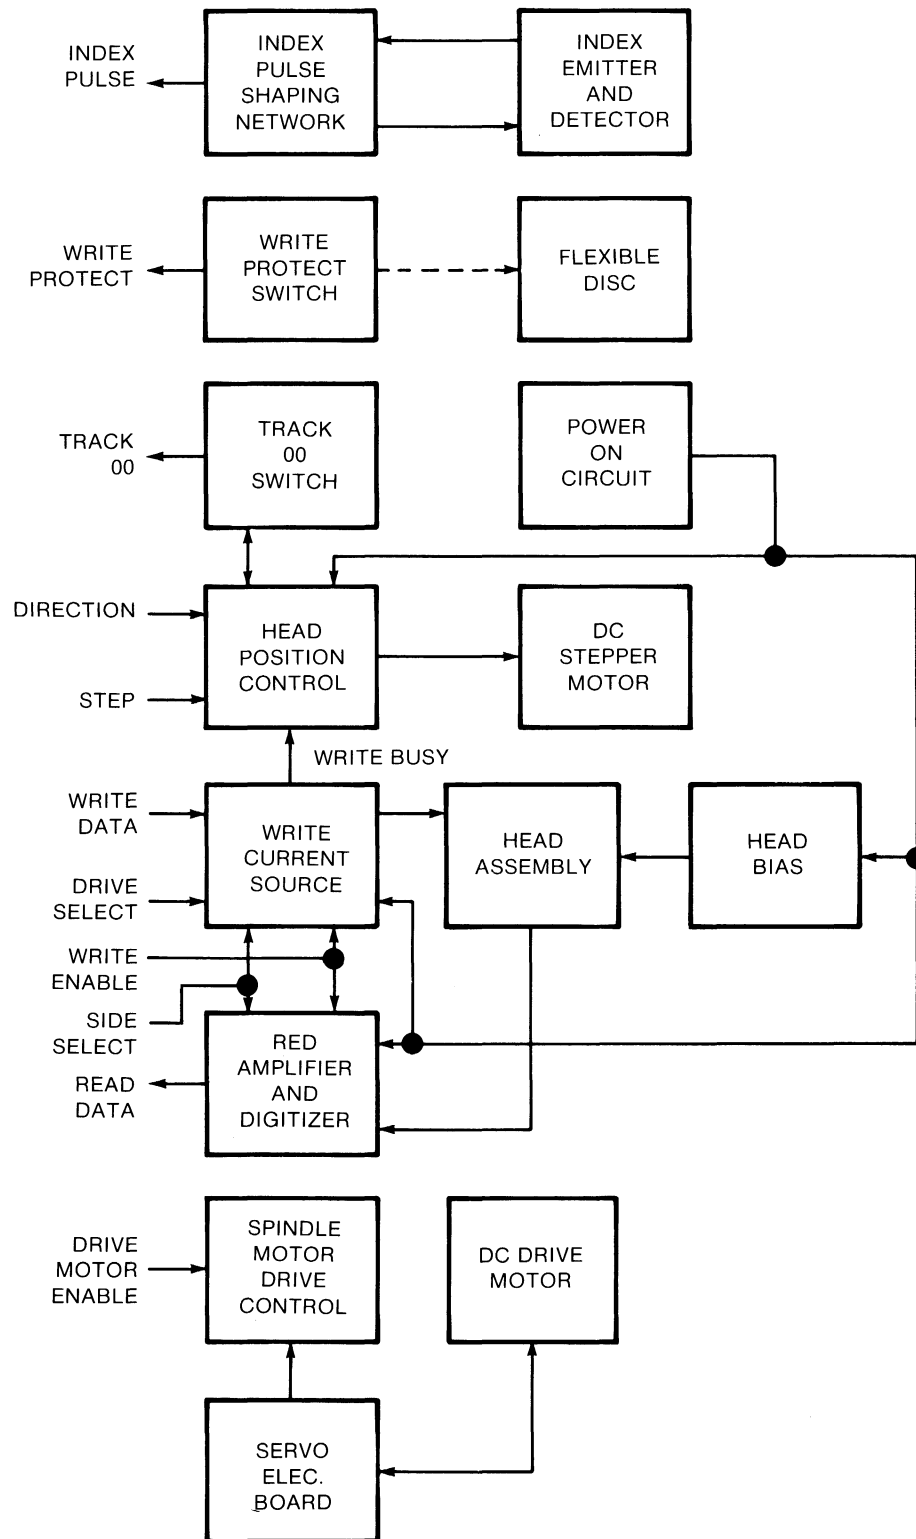 INDEX
PULSE
INDEX
PULSE
SHAPING
NETWORK
INDEX
EMITTER
AND
DETECTOR
WRITE
PROTECT
WRITE
PROTECT
SWITCH
FLEXIBLE
DISC
TRACK
00
TRACK
00
SWITCH
POWER
ON
CIRCUIT
DIRECTION
STEP
HEAD
POSITION
CONTROL
DC
STEPPER
MOTOR
WRITE BUSY
WRITE
DATA
DRIVE
SELECT
WRITE
CURRENT
SOURCE
HEAD
ASSEMBLY
HEAD
BIAS
WRITE
ENABLE
SIDE
SELECT
READ
DATA
RED
AMPLIFIER
AND
DIGITIZER
DRIVE
MOTOR
ENABLE
SPINDLE
MOTOR
DRIVE
CONTROL
DC DRIVE
MOTOR
SERVO
ELEC.
BOARD